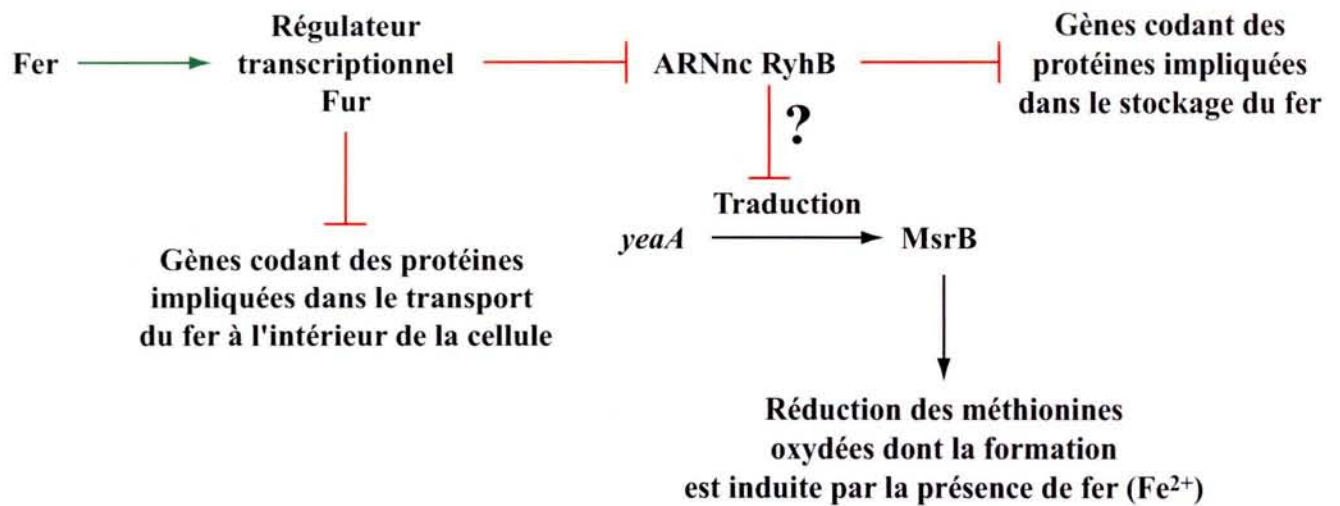 Fer
Régulateur
transcriptionnel
Fur
ARNnc RyhB
Gènes codant des
protéines impliquées
dans le stockage du fer
?
Traduction
yeaA
MsrB
Gènes codant des protéines
impliquées dans le transport
du fer à l'intérieur de la cellule
Réduction des méthionines
oxydées dont la formation
est induite par la présence de fer (Fe²⁺)